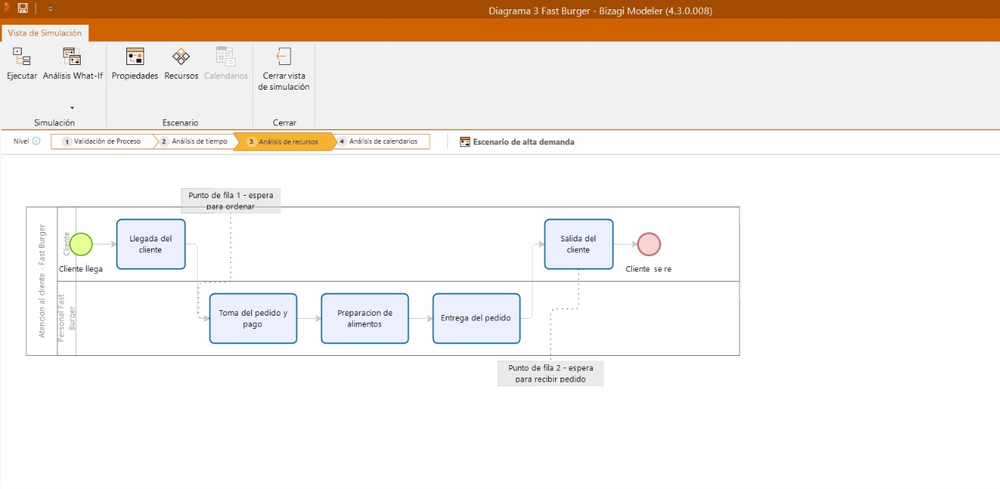 Diagrama 3 Fast Burger - Bizagi Modeler (4.3.0.008)
Vista de Simulación
Ejecutar
Análisis What-If
Propiedades
Recursos
Calendarios
Cerrar vista
de simulación
Simulación
Escenario
Cerrar
Nivel
1 Validación de Proceso
2 Análisis de tiempo
3 Análisis de recursos
4 Análisis de calendarios
Escenario de alta demanda
Punto de fila 1 - espera
para ordenar
Atencion al cliente - Fast Burger
Cliente
Cliente llega
Llegada del
cliente
Salida del
cliente
Cliente se re
Personal Fast
Burger
Toma del pedido y
pago
Preparacion de
alimentos
Entrega del pedido
Punto de fila 2 - espera
para recibir pedido